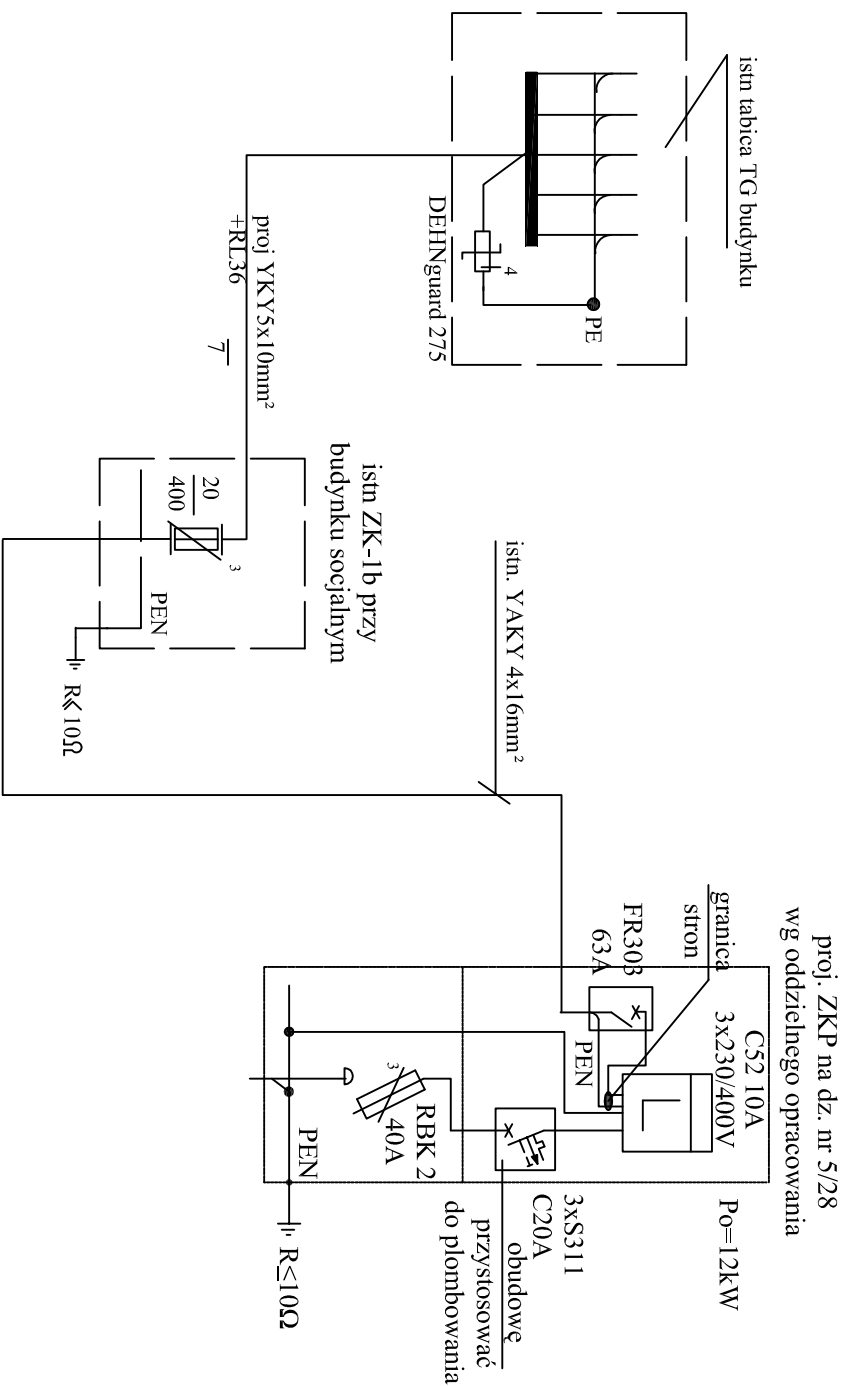 istn tabica TG budynku
PE
4
DEHNguard 275
proj YKY5x10mm²
+RL36
7
istn ZK-1b przy
budynku socjalnym
20
400
3
PEN
R⩽10Ω
istn. YAKY 4x16mm²
proj. ZKP na dz. nr 5/28
wg oddzielnego opracowania
granica
stron
FR303
63A
C52 10A
3x230/400V
PEN
Po=12kW
3xS311
C20A
obudowę
przystosować
do plombowania
RBK 2
40A
3
PEN
R≤10Ω